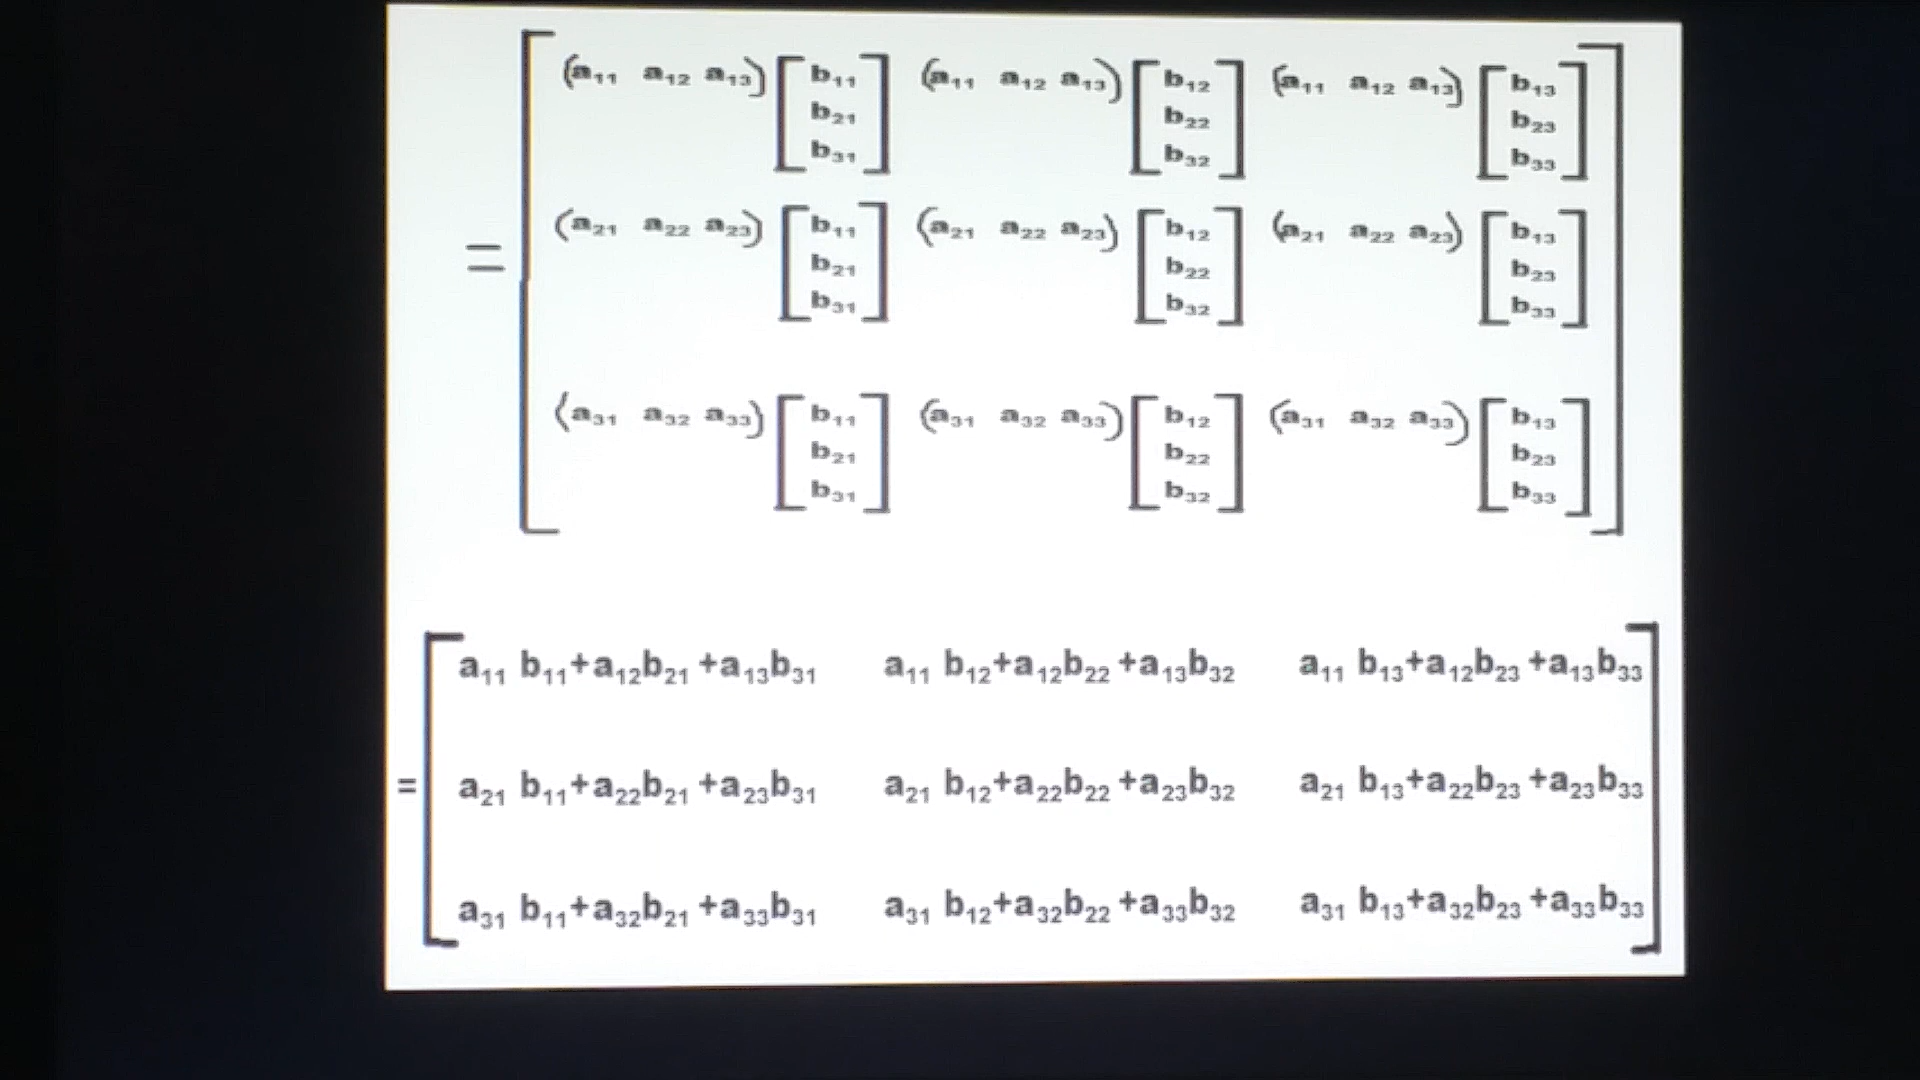 (a₁₁ a₁₂ a₁₃) [b₁₁ (a₁₁ a₁₂ a₁₃) [b₁₂ (a₁₁ a₁₂ a₁₃) [b₁₃
b₂₁ b₂₂ b₂₃
b₃₁] b₃₂] b₃₃]
= (a₂₁ a₂₂ a₂₃) [b₁₁ (a₂₁ a₂₂ a₂₃) [b₁₂ (a₂₁ a₂₂ a₂₃) [b₁₃
b₂₁ b₂₂ b₂₃
b₃₁] b₃₂] b₃₃]
(a₃₁ a₃₂ a₃₃) [b₁₁ (a₃₁ a₃₂ a₃₃) [b₁₂ (a₃₁ a₃₂ a₃₃) [b₁₃
b₂₁ b₂₂ b₂₃
b₃₁] b₃₂] b₃₃]
a₁₁ b₁₁+a₁₂b₂₁ +a₁₃b₃₁ a₁₁ b₁₂+a₁₂b₂₂ +a₁₃b₃₂ a₁₁ b₁₃+a₁₂b₂₃ +a₁₃b₃₃
= a₂₁ b₁₁+a₂₂b₂₁ +a₂₃b₃₁ a₂₁ b₁₂+a₂₂b₂₂ +a₂₃b₃₂ a₂₁ b₁₃+a₂₂b₂₃ +a₂₃b₃₃
a₃₁ b₁₁+a₃₂b₂₁ +a₃₃b₃₁ a₃₁ b₁₂+a₃₂b₂₂ +a₃₃b₃₂ a₃₁ b₁₃+a₃₂b₂₃ +a₃₃b₃₃